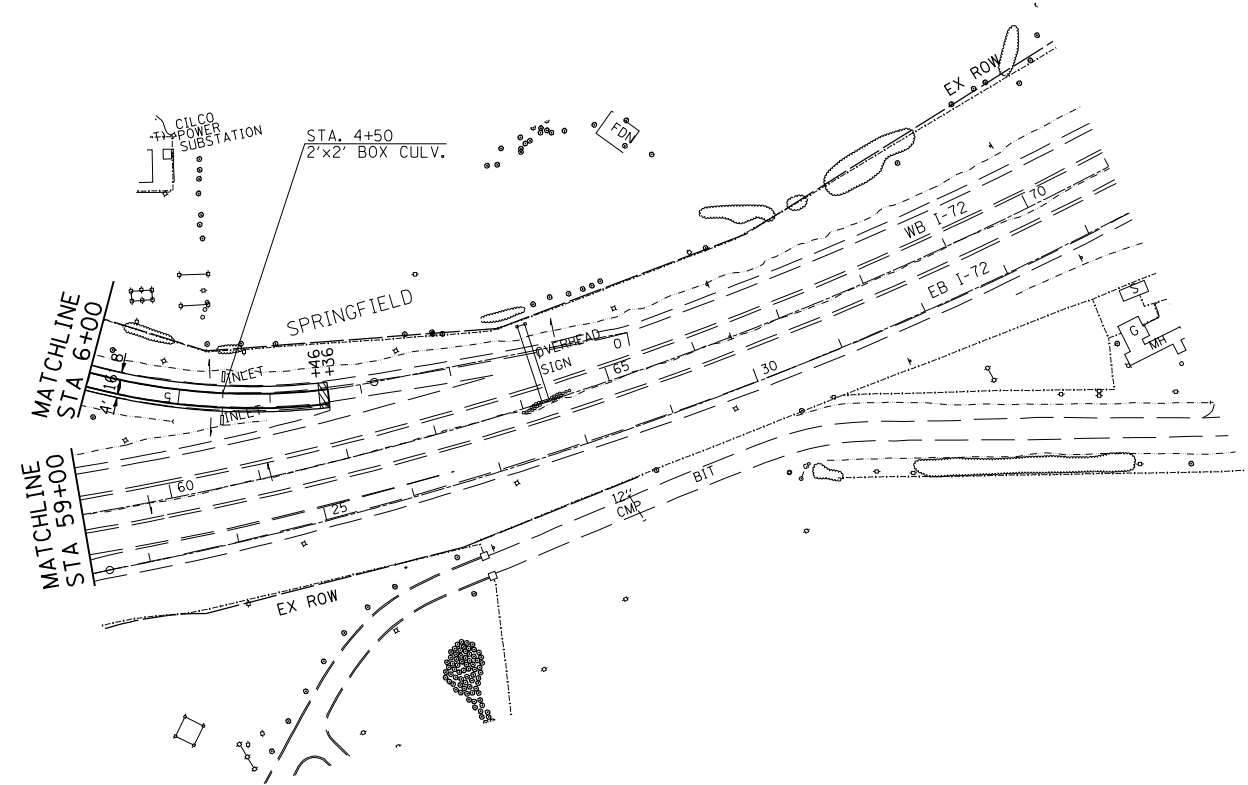 EX ROW
CILCO
POWER
SUBSTATION
STA. 4+50
2'x2' BOX CULV.
FDN
70
WB I-72
EB I-72
S
G
MH
MATCHLINE
STA 6+00
SPRINGFIELD
+46
+36
8'
16'
4'
INLET
INLET
5
OVERHEAD
SIGN
0
65
30
MATCHLINE
STA 59+00
60
25
12"
CMP
BIT
EX ROW